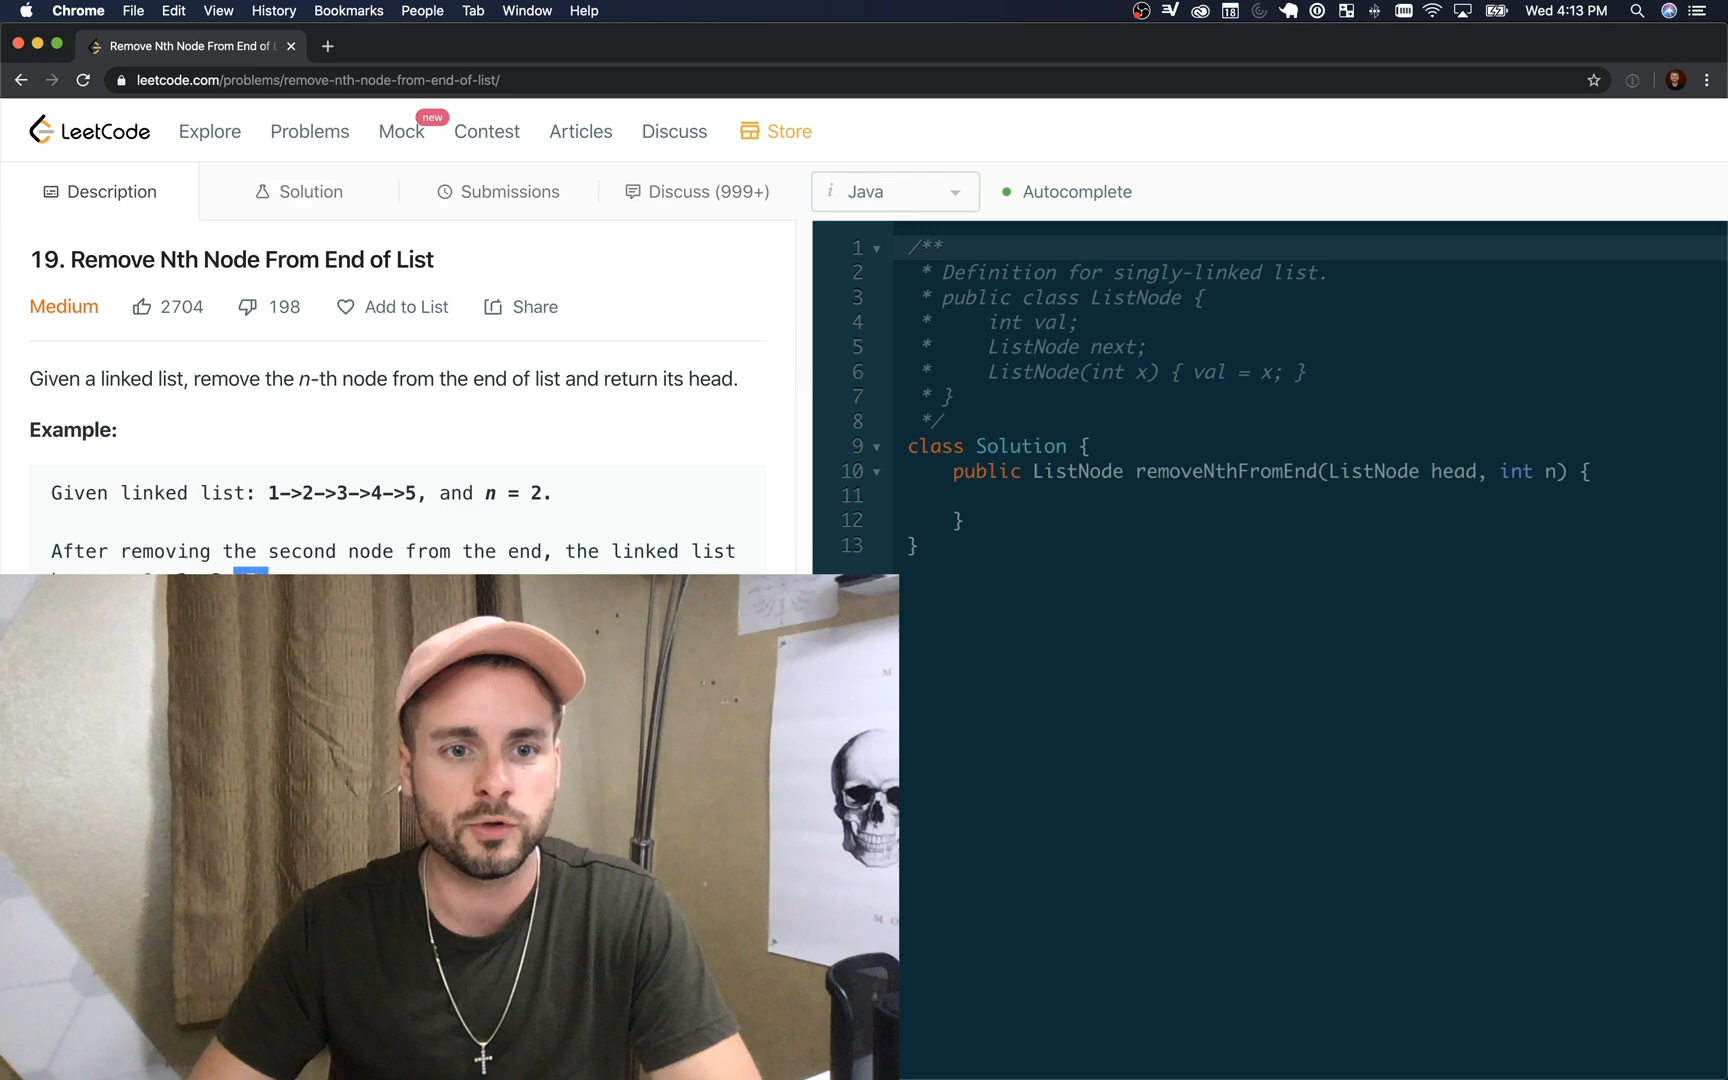 Chrome File Edit View History Bookmarks People Tab Window Help
18
Wed 4:13 PM
Remove Nth Node From End of L
leetcode.com/problems/remove-nth-node-from-end-of-list/
LeetCode Explore Problems Mock new Contest Articles Discuss Store
Description Solution Submissions Discuss (999+)
i Java Autocomplete
19. Remove Nth Node From End of List
Medium 2704 198 Add to List Share
Given a linked list, remove the n-th node from the end of list and return its head.
Example:
Given linked list: 1->2->3->4->5, and n = 2.
After removing the second node from the end, the linked list
1 /**
2 * Definition for singly-linked list.
3 * public class ListNode {
4 *     int val;
5 *     ListNode next;
6 *     ListNode(int x) { val = x; }
7 * }
8 */
9 class Solution {
10     public ListNode removeNthFromEnd(ListNode head, int n) {
11
12     }
13 }
M
M O